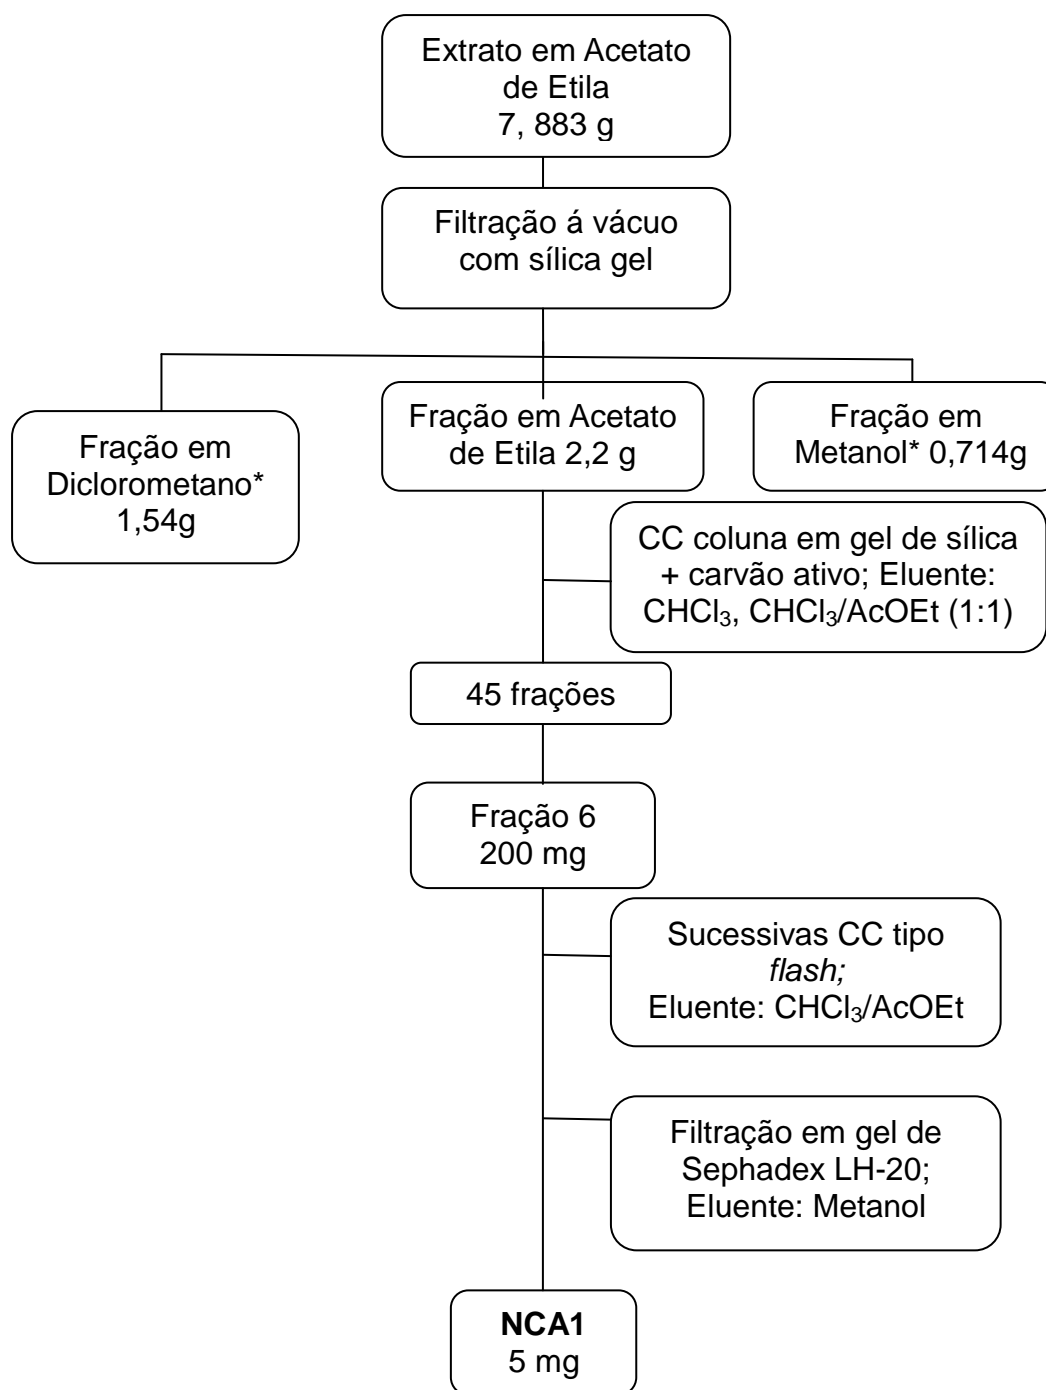 Extrato em Acetato
de Etila
7, 883 g
Filtração á vácuo
com sílica gel
Fração em
Diclorometano*
1,54g
Fração em Acetato
de Etila 2,2 g
Fração em
Metanol* 0,714g
CC coluna em gel de sílica
+ carvão ativo; Eluente:
CHCl₃, CHCl₃/AcOEt (1:1)
45 frações
Fração 6
200 mg
Sucessivas CC tipo
flash;
Eluente: CHCl₃/AcOEt
Filtração em gel de
Sephadex LH-20;
Eluente: Metanol
NCA1
5 mg